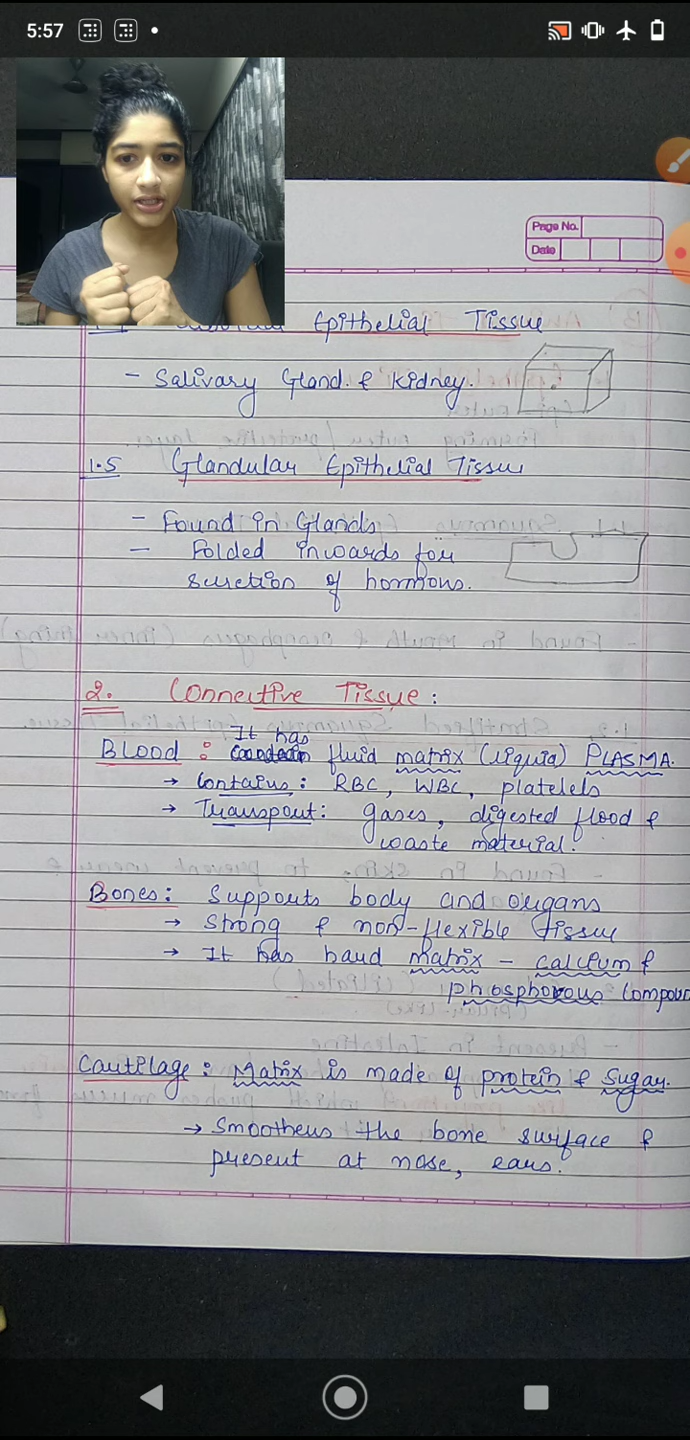 5:57
Page No.
Date
Epithelial Tissue
- Salivary Gland & Kidney.
1.5 Glandular Epithelial Tissue
- Found in Glands
- Folded inwards for
secretion of hormons.
2. Connective Tissue :
It has
Blood : fluid matrix (liquid) PLASMA.
→ Contains : RBC, WBC, platelets
→ Transport : gases, digested flood &
waste material.
Bones : Supports body and organs
→ Strong & non-flexible tissue
→ It has hard matrix - calcium &
phosphorous compoun
Cartilage : Matrix is made of protein & Sugar.
→ Smoothens the bone surface &
present at nose, ears.